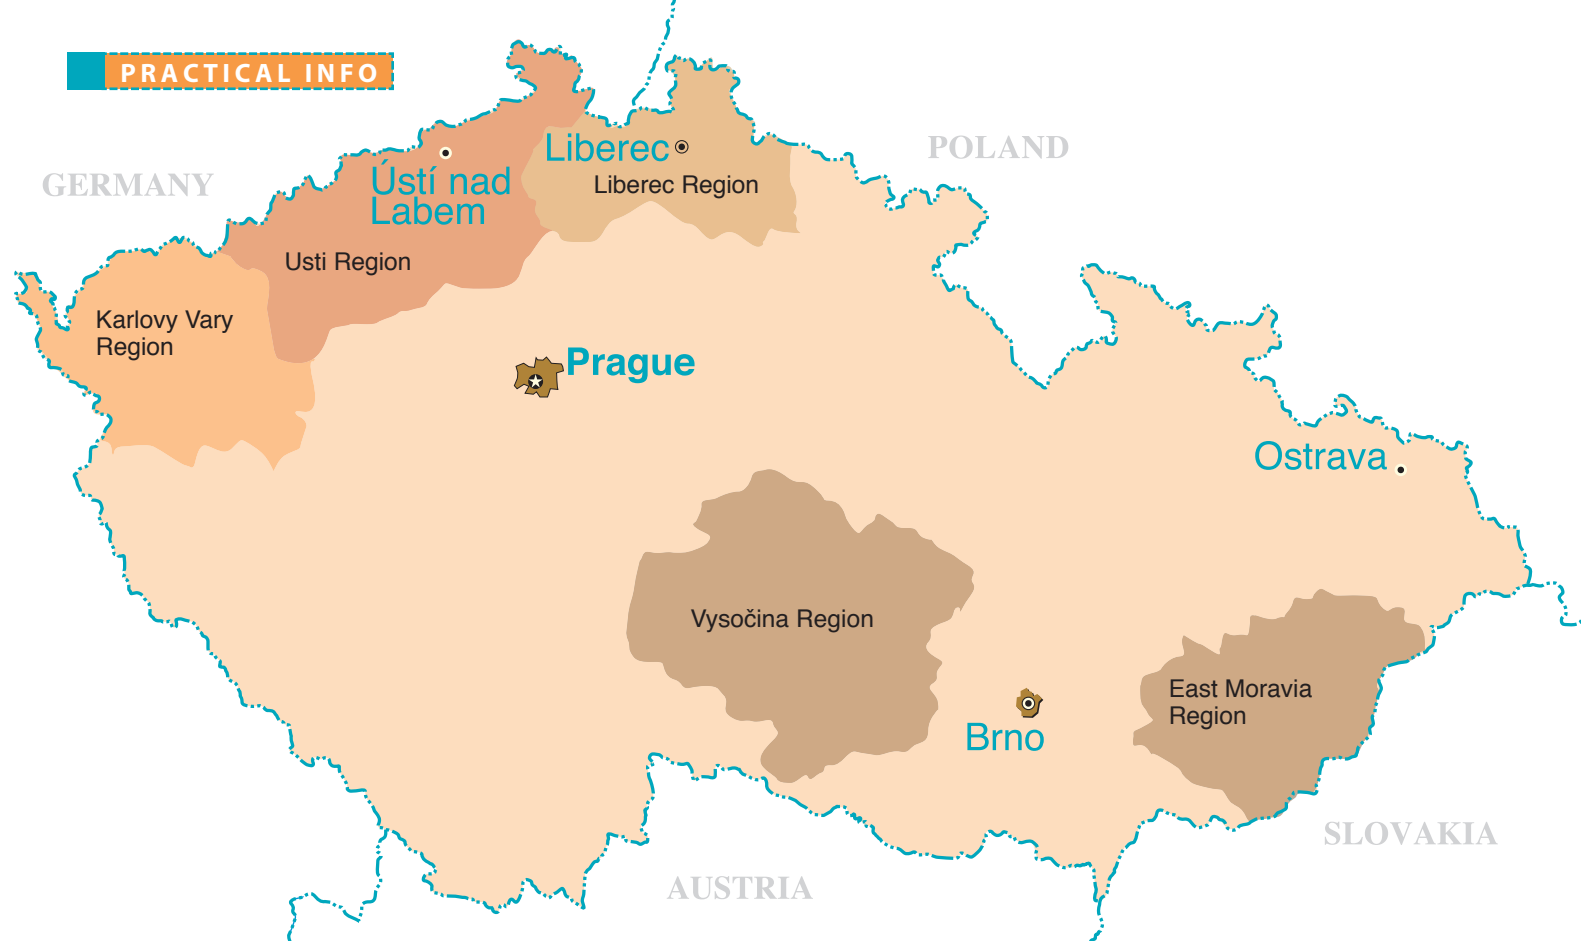 PRACTICAL INFO
GERMANY
POLAND
Liberec
Liberec Region
Ústí nad
Labem
Usti Region
Karlovy Vary
Region
Prague
Ostrava
Vysočina Region
East Moravia
Region
Brno
SLOVAKIA
AUSTRIA